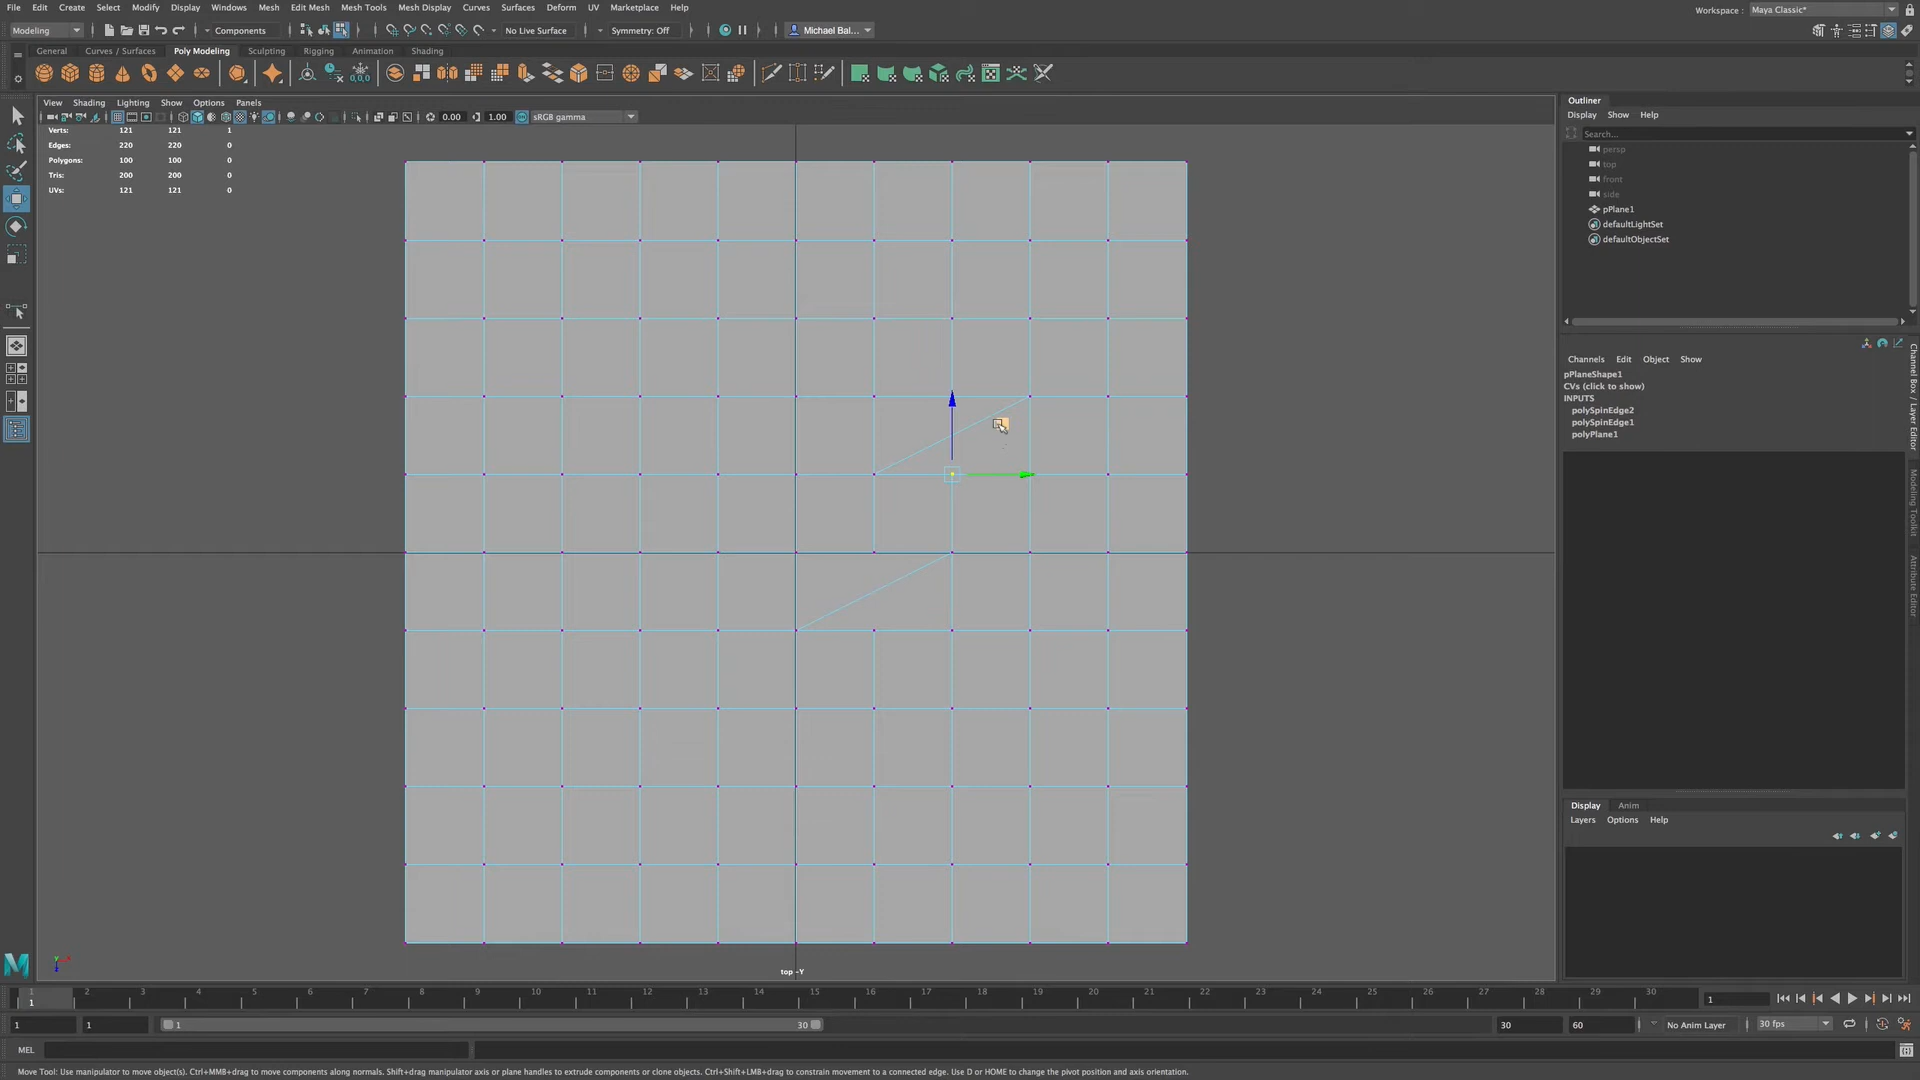 File Edit Create Select Modify Display Windows Mesh Edit Mesh Mesh Tools Mesh Display Curves Surfaces Deform UV Marketplace Help
Workspace : Maya Classic*
Modeling Components No Live Surface Symmetry: Off Michael Bal...
General Curves / Surfaces Poly Modeling Sculpting Rigging Animation Shading
View Shading Lighting Show Options Panels
0.00 1.00 sRGB gamma
Verts: 121 121 1
Edges: 220 220 0
Polygons: 100 100 0
Tris: 200 200 0
UVs: 121 121 0
top -Y
Outliner
Display Show Help
Search...
persp
top
front
side
pPlane1
defaultLightSet
defaultObjectSet
Channels Edit Object Show
pPlaneShape1
CVs (click to show)
INPUTS
polySpinEdge2
polySpinEdge1
polyPlane1
Channel Box / Layer Editor
Modeling Toolkit
Attribute Editor
Display Anim
Layers Options Help
1 2 3 4 5 6 7 8 9 10 11 12 13 14 15 16 17 18 19 20 21 22 23 24 25 26 27 28 29 30
1
1
1 1 1 30 30 60 No Anim Layer 30 fps
MEL
Move Tool: Use manipulator to move object(s). Ctrl+MMB+drag to move components along normals. Shift+drag manipulator axis or plane handles to extrude components or clone objects. Ctrl+Shift+LMB+drag to constrain movement to a connected edge. Use D or HOME to change the pivot position and axis orientation.